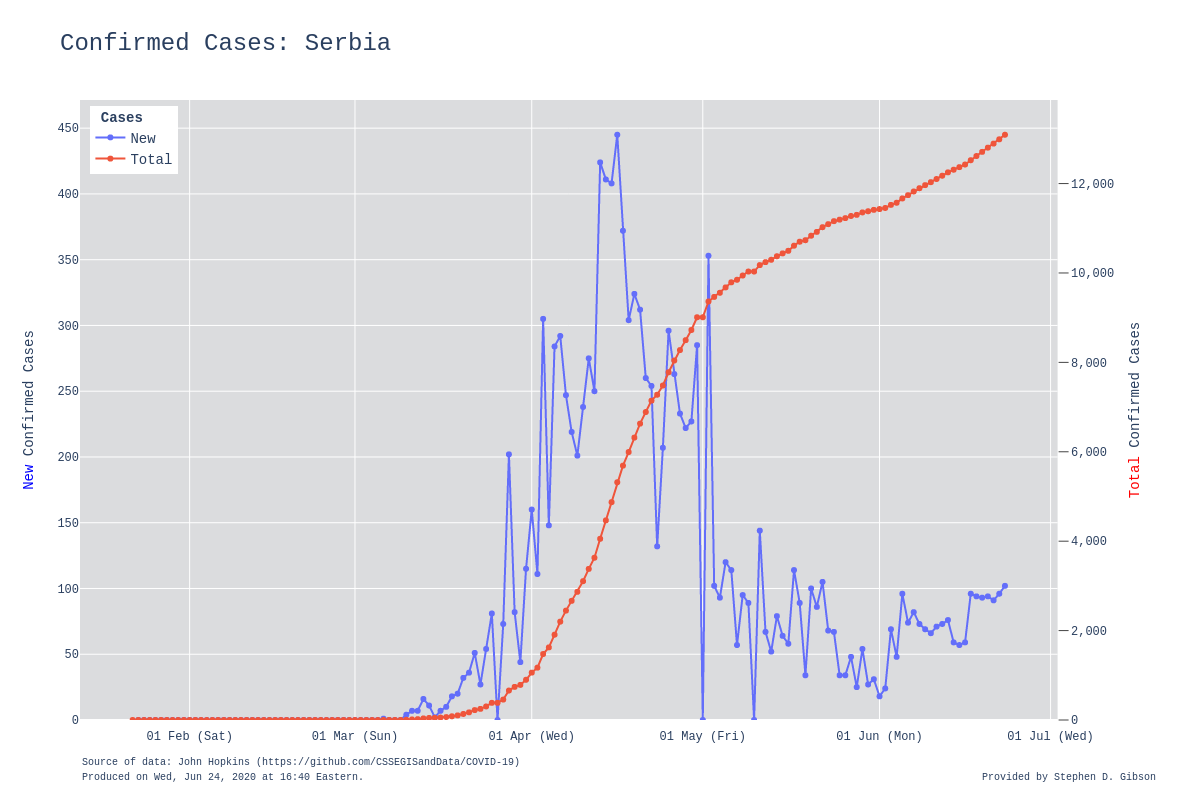 Confirmed Cases: Serbia
Cases
New
Total
450
400
350
300
250
200
150
100
50
0
12,000
10,000
8,000
6,000
4,000
2,000
0
New Confirmed Cases
Total Confirmed Cases
01 Feb (Sat)
01 Mar (Sun)
01 Apr (Wed)
01 May (Fri)
01 Jun (Mon)
01 Jul (Wed)
Source of data: John Hopkins (https://github.com/CSSEGISandData/COVID-19)
Produced on Wed, Jun 24, 2020 at 16:40 Eastern.
Provided by Stephen D. Gibson